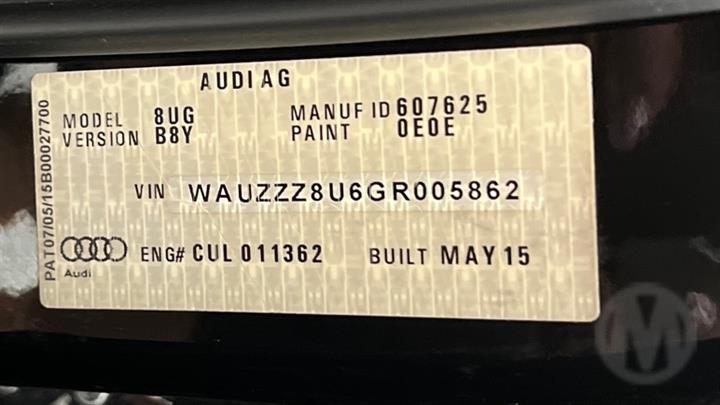 AUDI AG
MODEL 8UG MANUF ID 607625
VERSION B8Y PAINT 0E0E
VIN WAUZZZ8U6GR005862
ENG# CUL 011362 BUILT MAY 15
Audi
PAT07/05/15B00027700
M